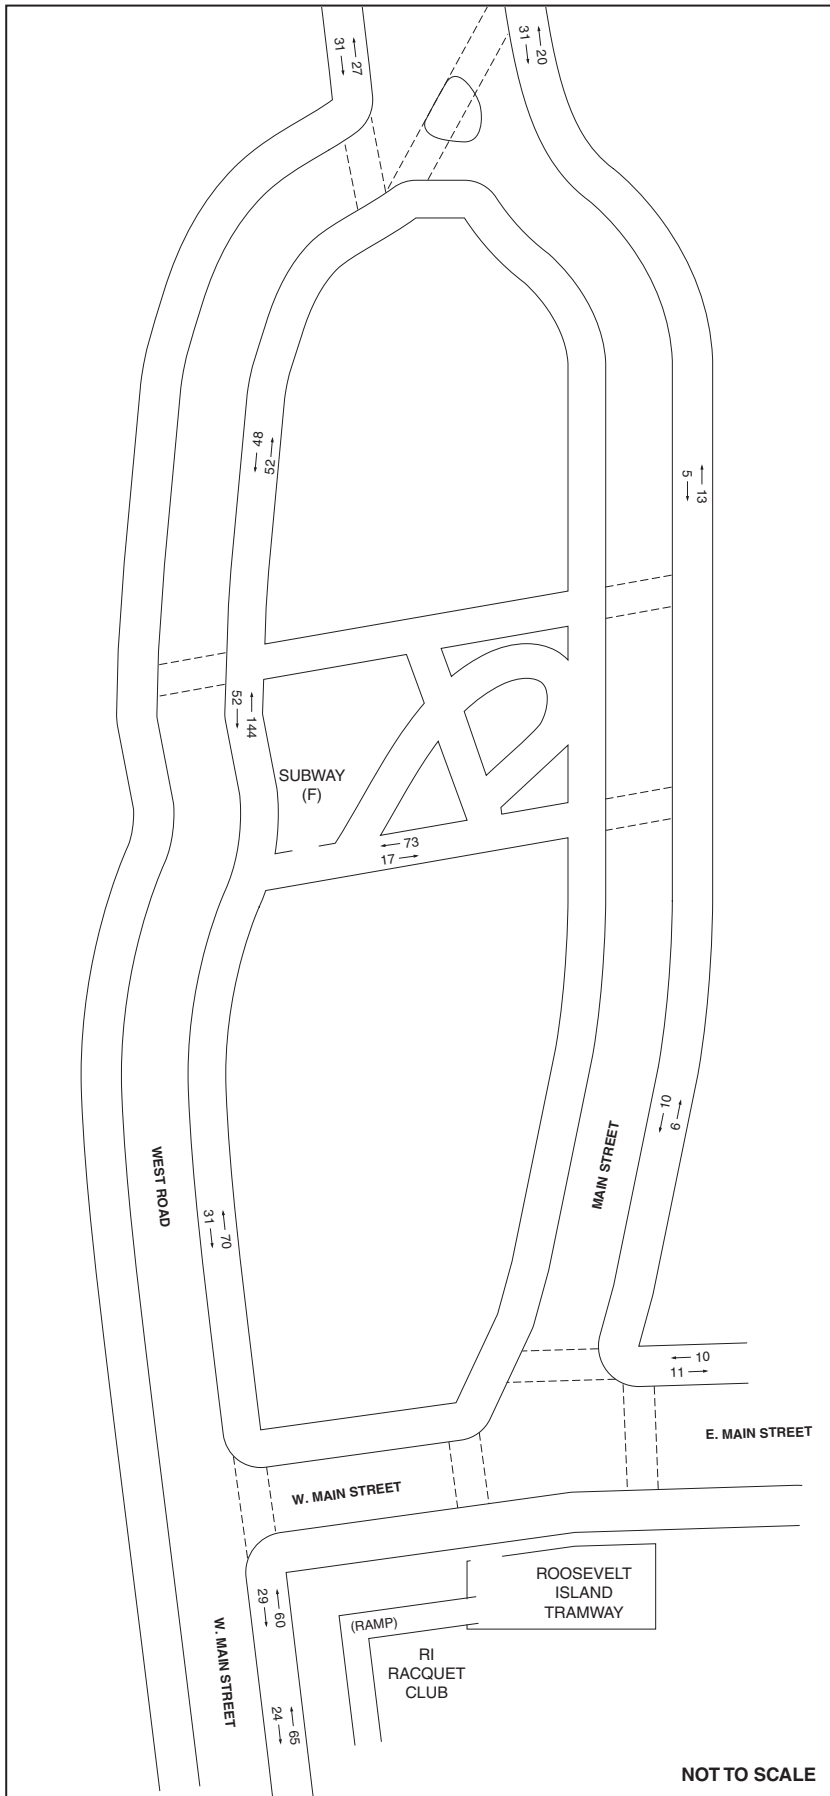 31
27
31
20
48
52
5
13
52
144
SUBWAY
(F)
73
17
10
6
MAIN STREET
WEST ROAD
31
70
10
11
E. MAIN STREET
W. MAIN STREET
ROOSEVELT
ISLAND
TRAMWAY
29
60
(RAMP)
RI
RACQUET
CLUB
W. MAIN STREET
24
65
NOT TO SCALE